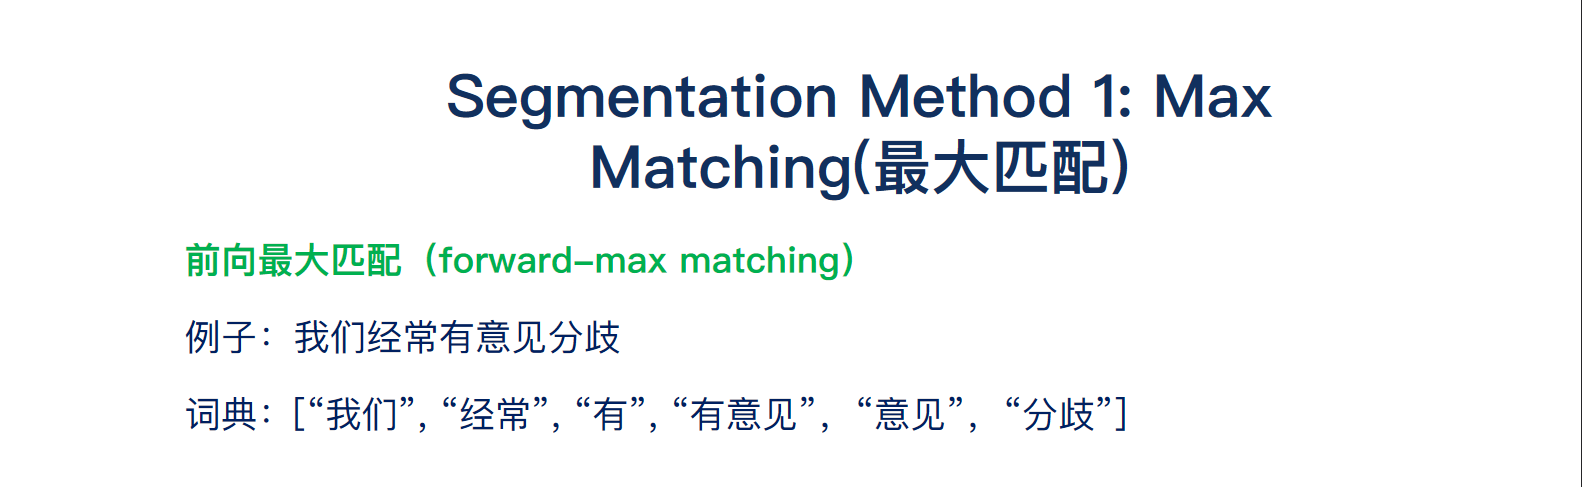 Segmentation Method 1: Max
Matching(最大匹配)
前向最大匹配（forward-max matching）
例子：我们经常有意见分歧
词典：[“我们”, “经常”, “有”, “有意见”， “意见”， “分歧”]